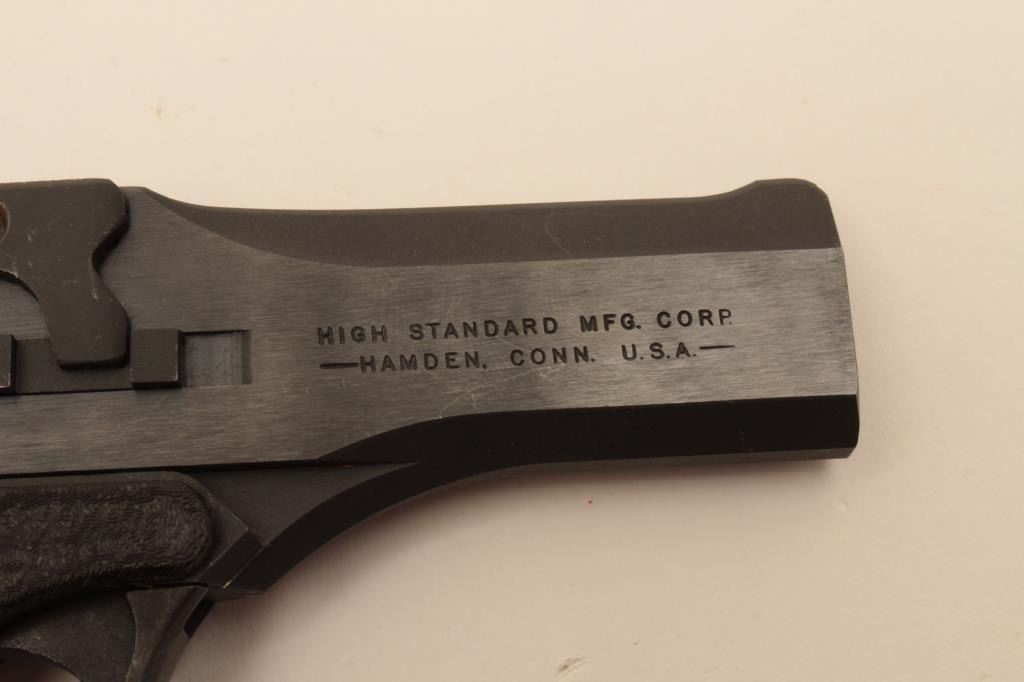 HIGH STANDARD MFG. CORP.
—HAMDEN, CONN. U.S.A.—